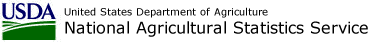 USDA
United States Department of Agriculture
National Agricultural Statistics Service